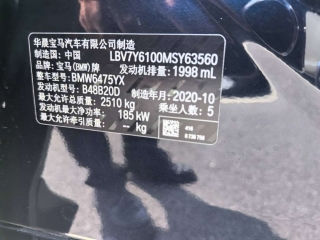 华晨宝马汽车有限公司制造
制造国：中国 LBV7Y6100MSY63560
品牌：宝马(BMW)牌 发动机排量：1998 mL
整车型号：BMW6475YX
发动机型号：B48B20D 制造年月：2020-10
最大允许总质量：2510 kg 乘坐人数：5
发动机最大净功率：185 kW
最大允许牵引质量：-- kg